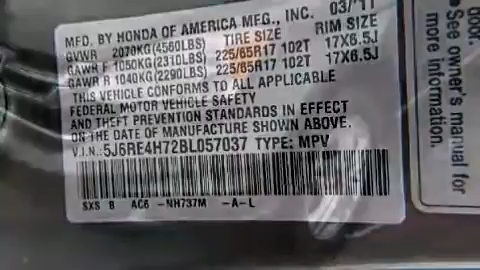 MFD. BY HONDA OF AMERICA MFG., INC. 03/11
GVWR 2070KG(4560LBS) TIRE SIZE RIM SIZE
GAWR F 1050KG(2310LBS) 225/65R17 102T 17X6.5J
GAWR R 1040KG(2290LBS) 225/65R17 102T 17X6.5J
THIS VEHICLE CONFORMS TO ALL APPLICABLE
FEDERAL MOTOR VEHICLE SAFETY
AND THEFT PREVENTION STANDARDS IN EFFECT
ON THE DATE OF MANUFACTURE SHOWN ABOVE.
V.I.N.: 5J6RE4H72BL057037 TYPE: MPV
SXS B AC6 -NH737M -A-L
door.
• See owner's
manual for
more